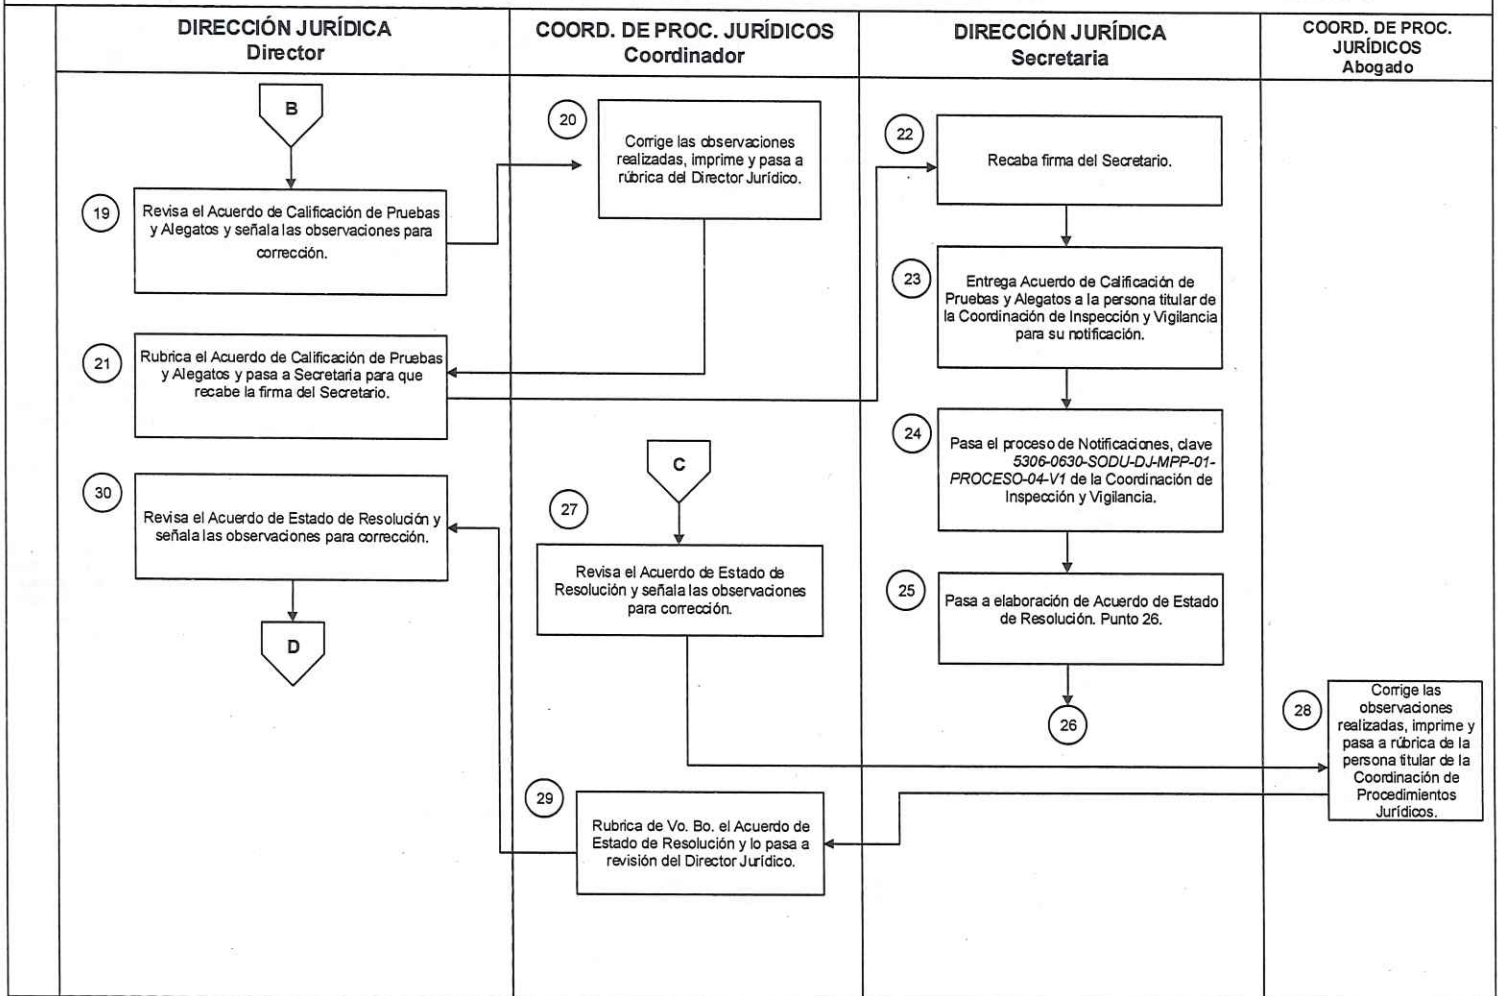 DIRECCIÓN JURÍDICA
Director
COORD. DE PROC. JURÍDICOS
Coordinador
DIRECCIÓN JURÍDICA
Secretaria
COORD. DE PROC.
JURÍDICOS
Abogado
B
19
Revisa el Acuerdo de Calificación de Pruebas
y Alegatos y señala las observaciones para
corrección.
20
Corrige las observaciones
realizadas, imprime y pasa a
rúbrica del Director Jurídico.
21
Rubrica el Acuerdo de Calificación de Pruebas
y Alegatos y pasa a Secretaria para que
recabe la firma del Secretario.
22
Recaba firma del Secretario.
23
Entrega Acuerdo de Calificación de
Pruebas y Alegatos a la persona titular de
la Coordinación de Inspección y Vigilancia
para su notificación.
24
Pasa el proceso de Notificaciones, clave
5306-0630-SODU-DJ-MPP-01-
PROCESO-04-V1 de la Coordinación de
Inspección y Vigilancia.
25
Pasa a elaboración de Acuerdo de Estado
de Resolución. Punto 26.
26
C
27
Revisa el Acuerdo de Estado de
Resolución y señala las observaciones
para corrección.
28
Corrige las
observaciones
realizadas, imprime y
pasa a rúbrica de la
persona titular de la
Coordinación de
Procedimientos
Jurídicos.
29
Rubrica de Vo. Bo. el Acuerdo de
Estado de Resolución y lo pasa a
revisión del Director Jurídico.
30
Revisa el Acuerdo de Estado de Resolución y
señala las observaciones para corrección.
D